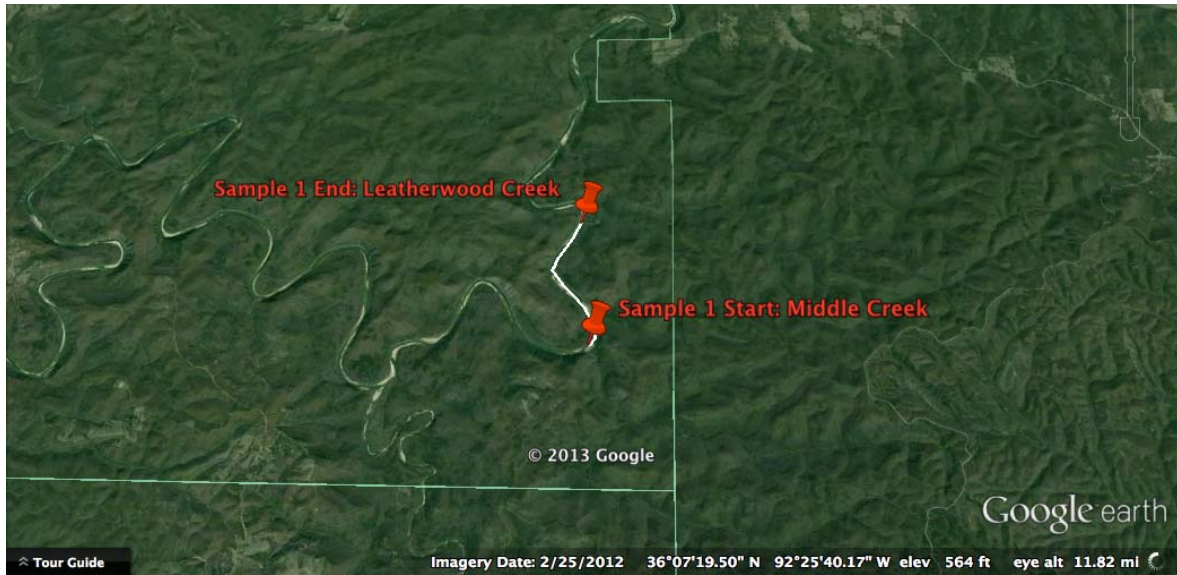 Sample 1 End: Leatherwood Creek
Sample 1 Start: Middle Creek
© 2013 Google
Google earth
Tour Guide
Imagery Date: 2/25/2012 36°07'19.50" N 92°25'40.17" W elev 564 ft eye alt 11.82 mi